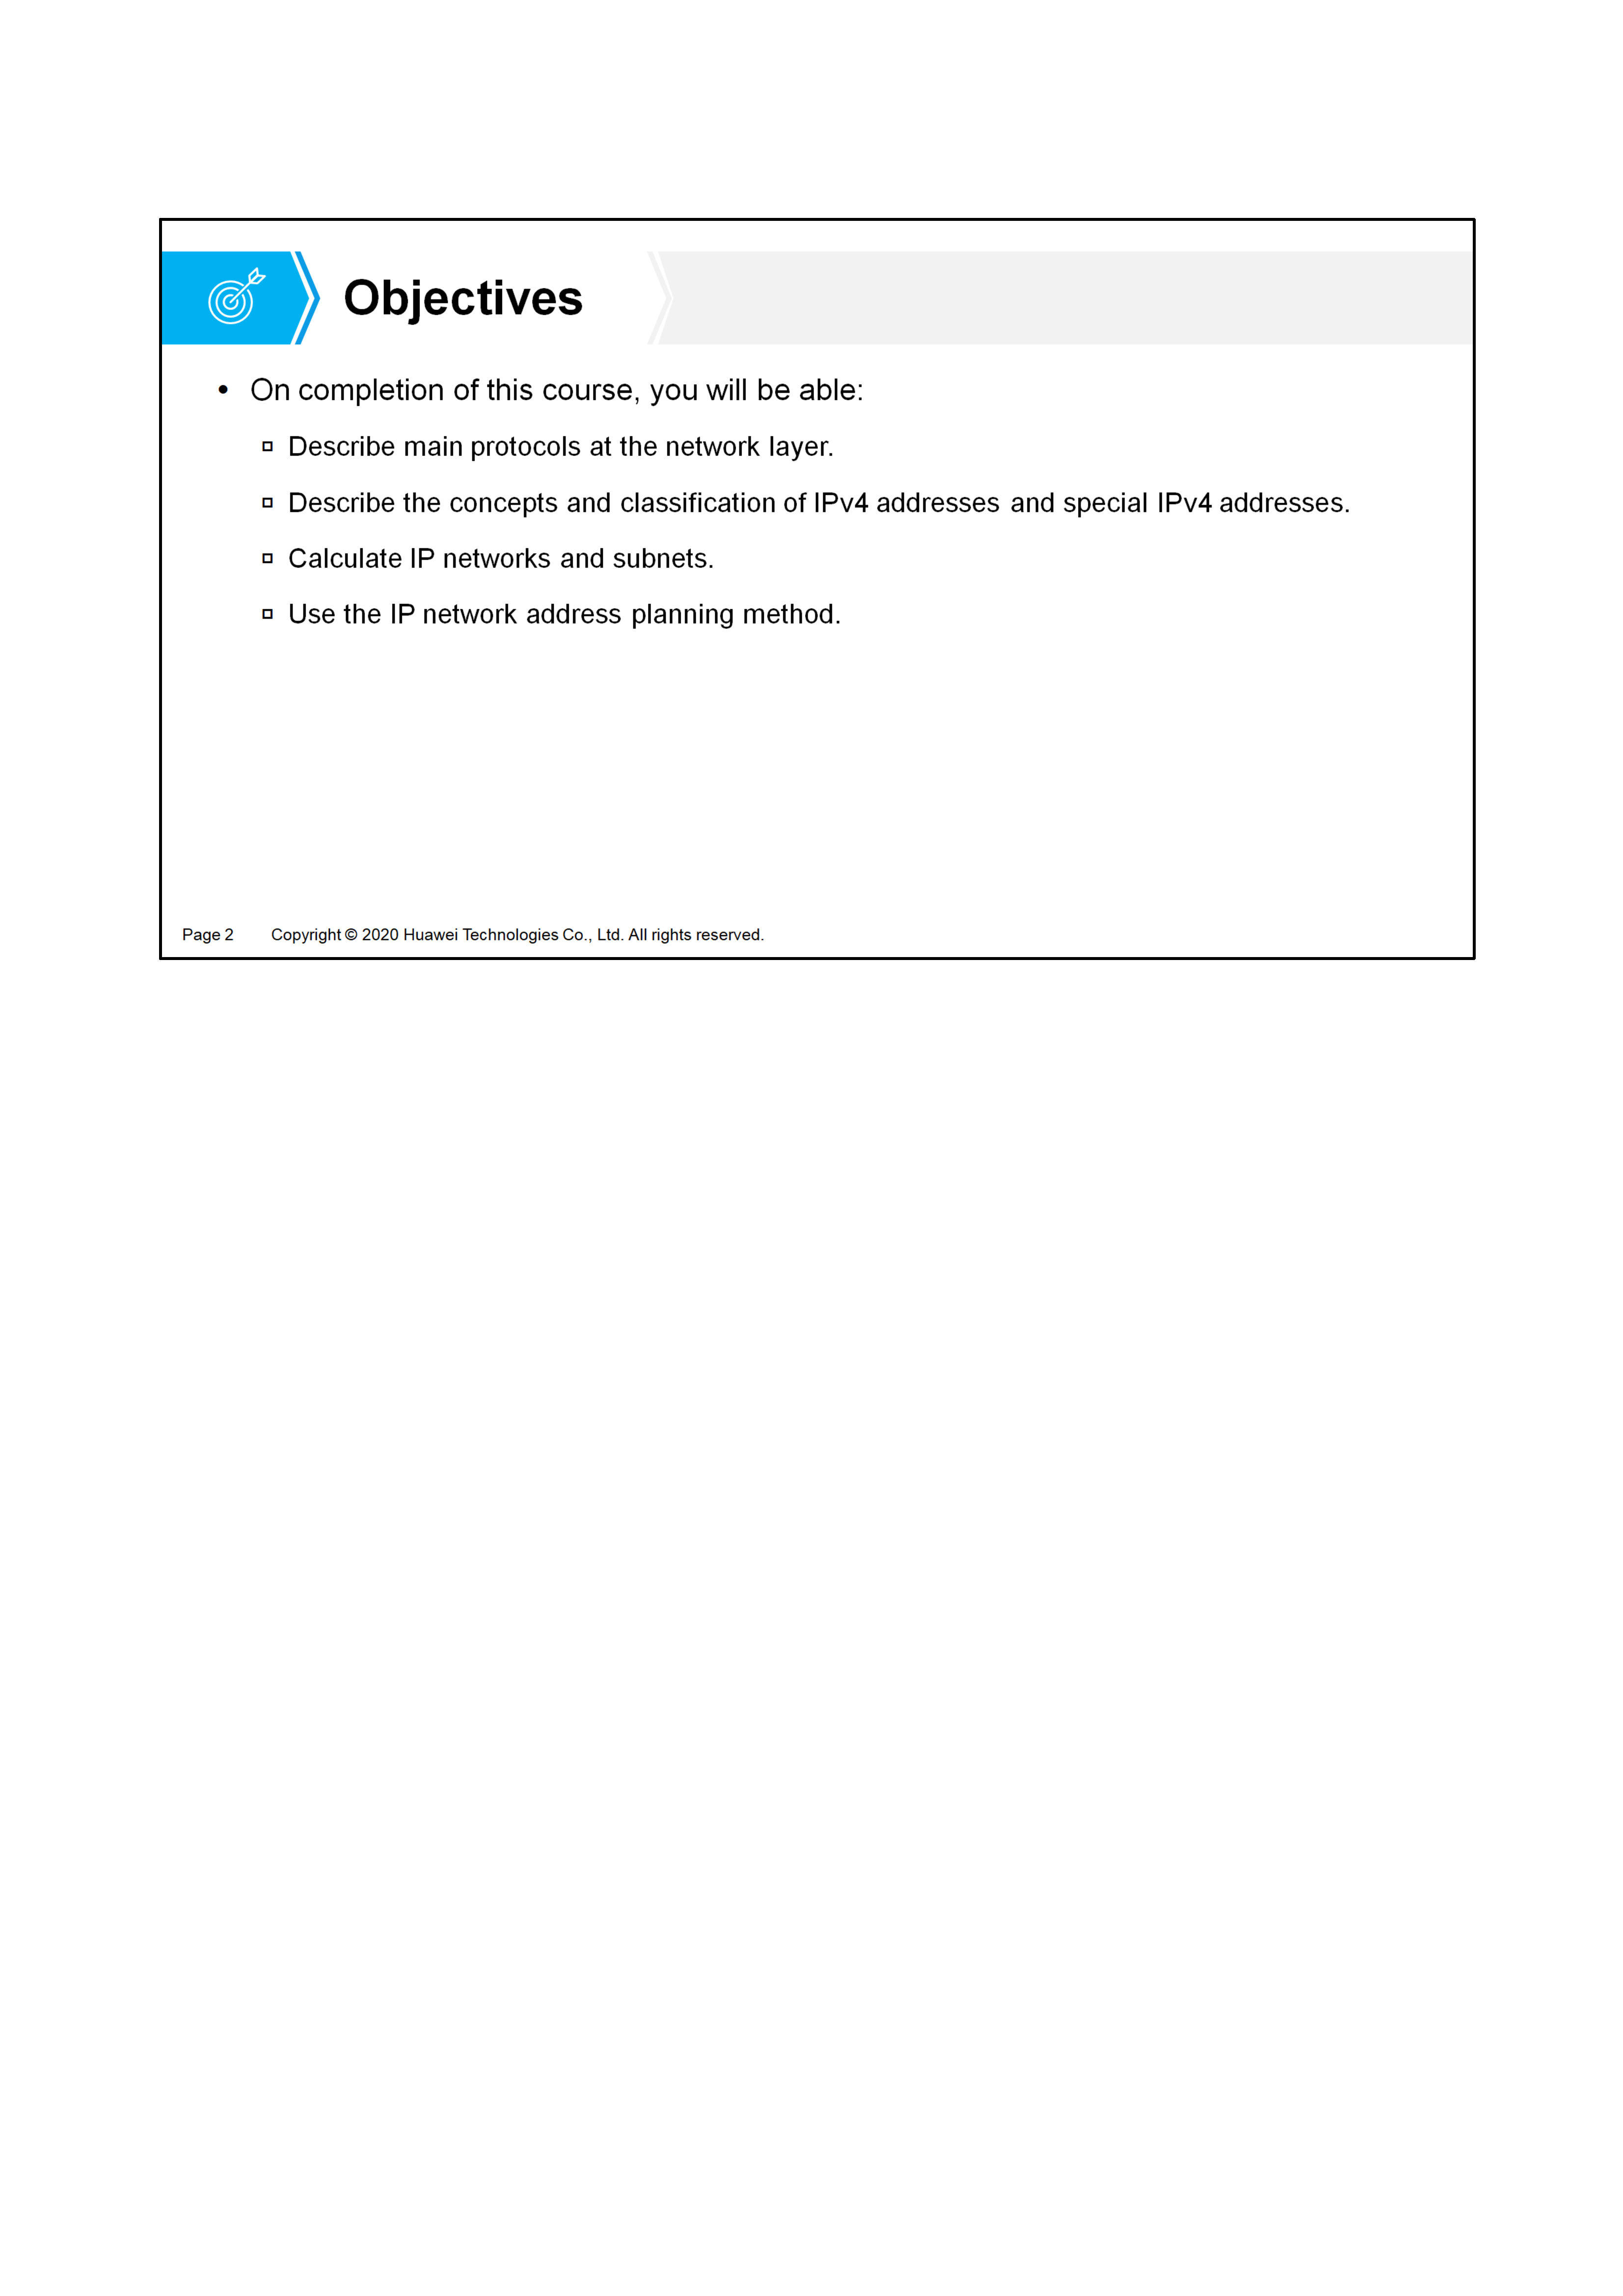 Objectives
• On completion of this course, you will be able:
▫ Describe main protocols at the network layer.
▫ Describe the concepts and classification of IPv4 addresses and special IPv4 addresses.
▫ Calculate IP networks and subnets.
▫ Use the IP network address planning method.
Page 2 Copyright © 2020 Huawei Technologies Co., Ltd. All rights reserved.